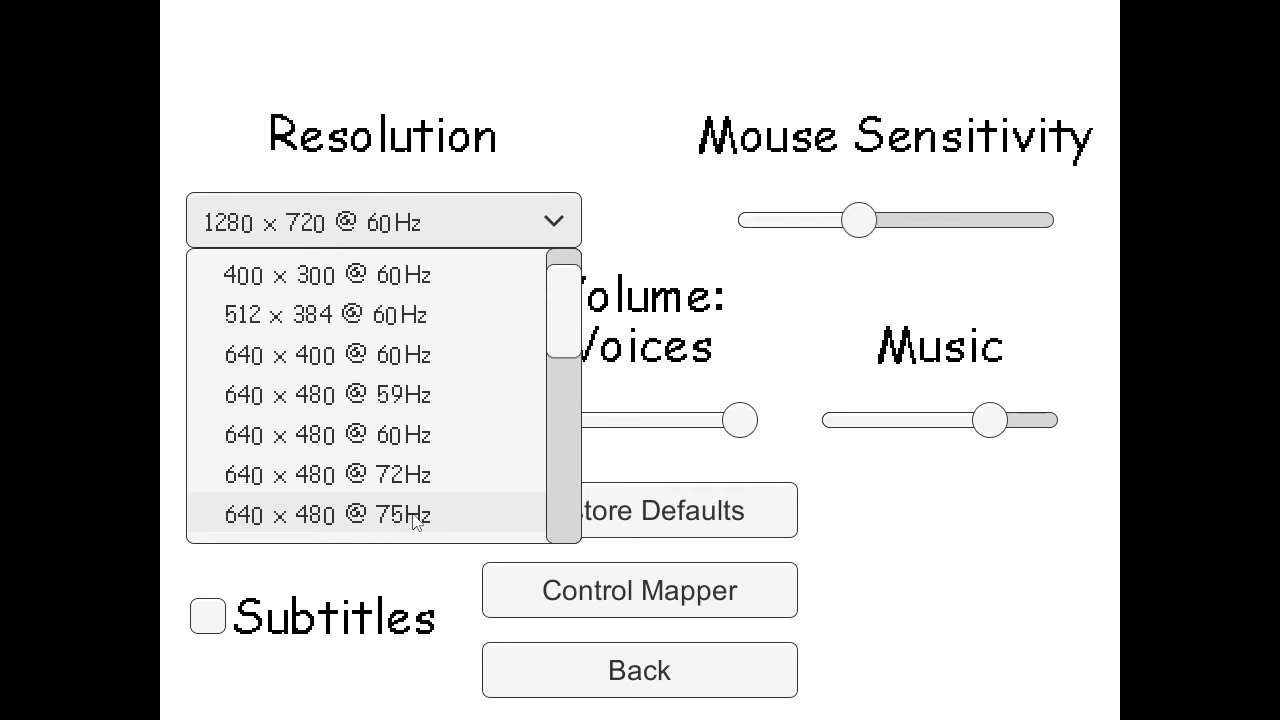 Resolution
Mouse Sensitivity
1280 x 720 @ 60Hz
400 x 300 @ 60Hz
512 x 384 @ 60Hz
640 x 400 @ 60Hz
640 x 480 @ 59Hz
640 x 480 @ 60Hz
640 x 480 @ 72Hz
640 x 480 @ 75Hz
olume:
Voices
Music
store Defaults
Control Mapper
Subtitles
Back